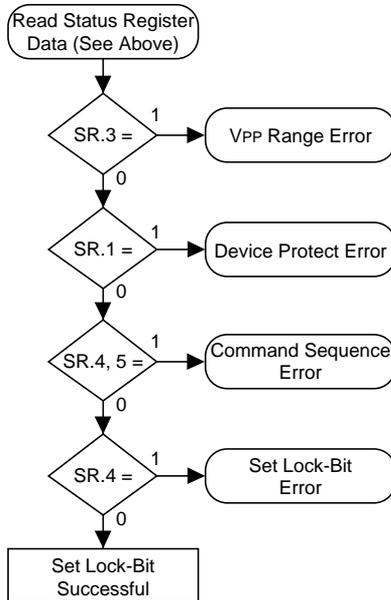 Read Status Register
Data (See Above)
SR.3 =
1
VPP Range Error
0
SR.1 =
1
Device Protect Error
0
SR.4, 5 =
1
Command Sequence
Error
0
SR.4 =
1
Set Lock-Bit
Error
0
Set Lock-Bit
Successful